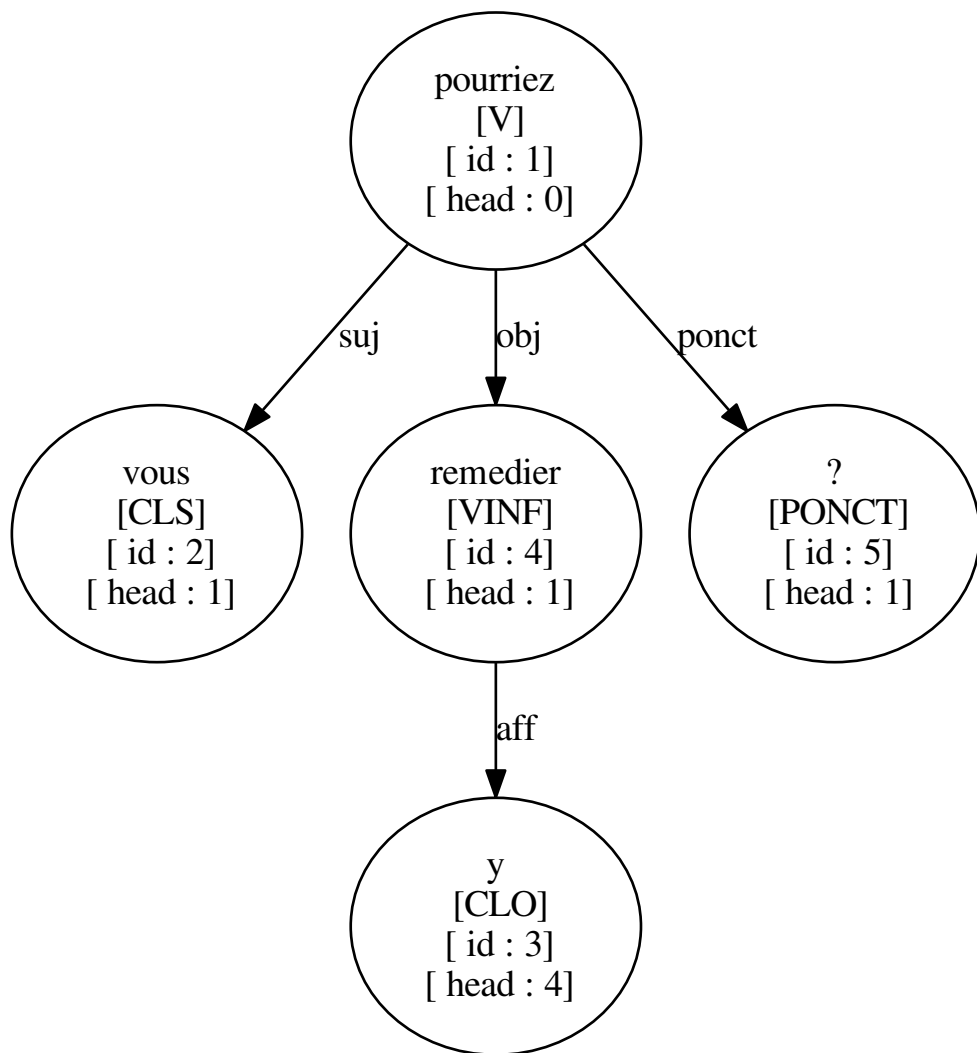 pourriez
[V]
[ id : 1]
[ head : 0]
suj
obj
ponct
vous
[CLS]
[ id : 2]
[ head : 1]
remedier
[VINF]
[ id : 4]
[ head : 1]
?
[PONCT]
[ id : 5]
[ head : 1]
aff
y
[CLO]
[ id : 3]
[ head : 4]